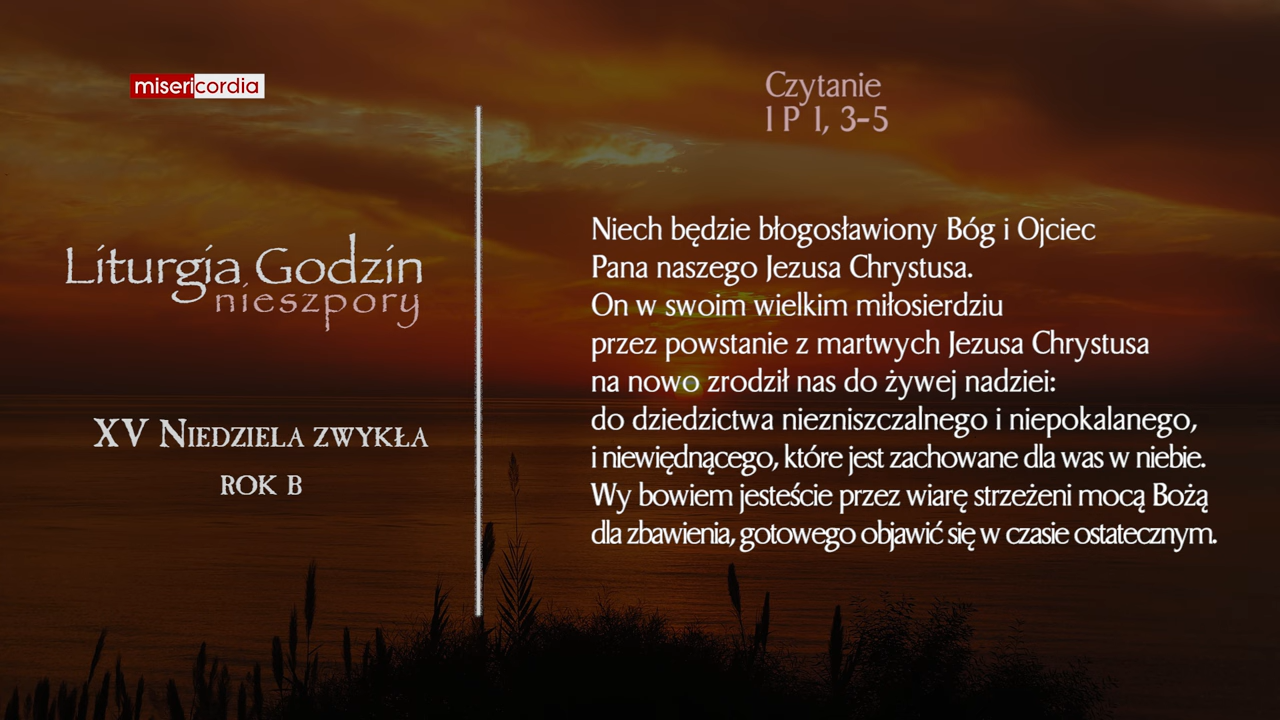 misericordia
Liturgia Godzin
nieszpory
XV Niedziela zwykła
rok B
Czytanie
1 P 1, 3-5
Niech będzie błogosławiony Bóg i Ojciec
Pana naszego Jezusa Chrystusa.
On w swoim wielkim miłosierdziu
przez powstanie z martwych Jezusa Chrystusa
na nowo zrodził nas do żywej nadziei:
do dziedzictwa niezniszczalnego i niepokalanego,
i niewiędnącego, które jest zachowane dla was w niebie.
Wy bowiem jesteście przez wiarę strzeżeni mocą Bożą
dla zbawienia, gotowego objawić się w czasie ostatecznym.